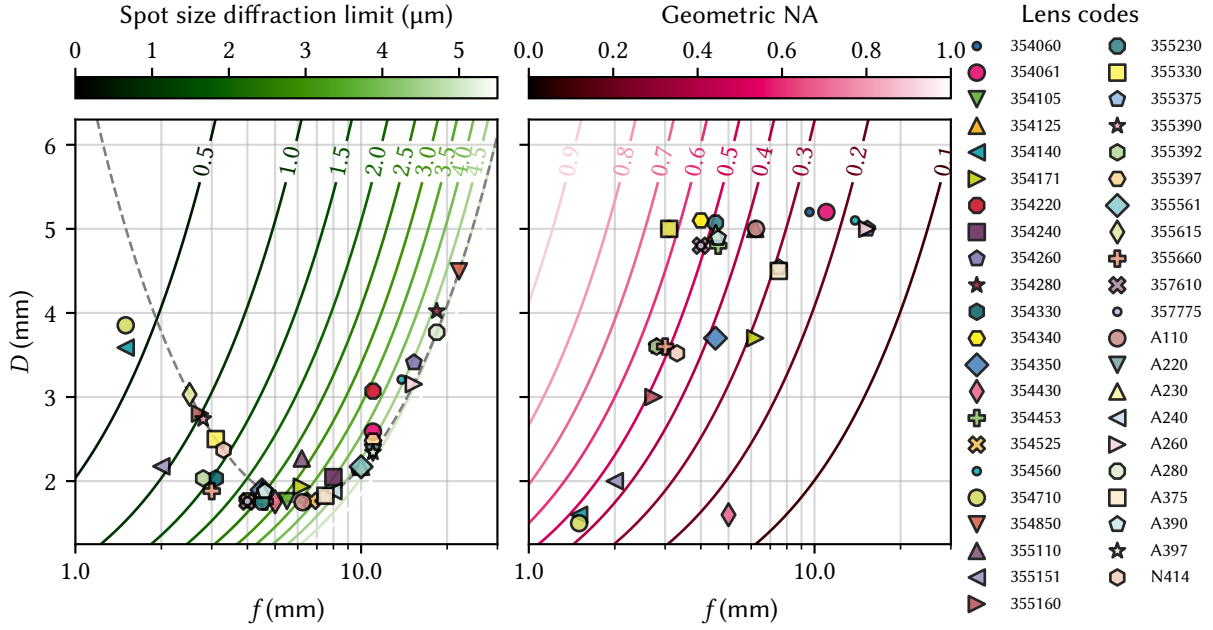 Spot size diffraction limit (μm)
0 1 2 3 4 5
Geometric NA
0.0 0.2 0.4 0.6 0.8 1.0
Lens codes
D (mm)
6
5
4
3
2
0.5 1.0 1.5 2.0 2.5 3.0 3.5 4.0 4.5
1.0 10.0
f (mm)
0.9 0.8 0.7 0.6 0.5 0.4 0.3 0.2 0.1
1.0 10.0
f (mm)
354060
354061
354105
354125
354140
354171
354220
354240
354260
354280
354330
354340
354350
354430
354453
354525
354560
354710
354850
355110
355151
355160
355230
355330
355375
355390
355392
355397
355561
355615
355660
357610
357775
A110
A220
A230
A240
A260
A280
A375
A390
A397
N414